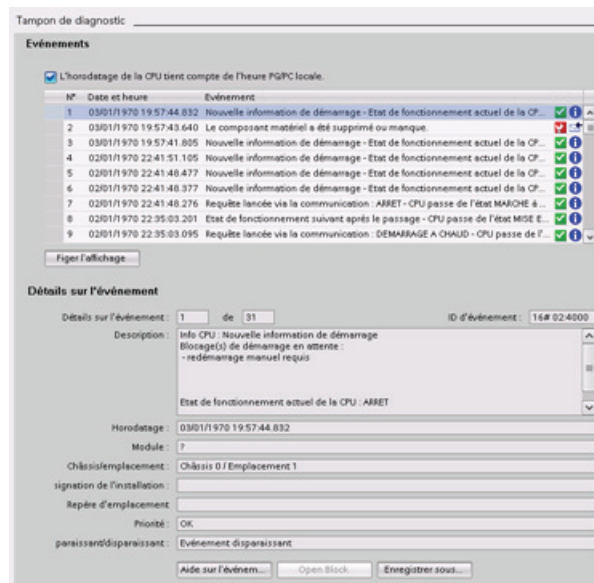 Tampon de diagnostic
Evénements
L'horodatage de la CPU tient compte de l'heure PG/PC locale.
N° Date et heure Evénement
1 03/01/1970 19:57:44.832 Nouvelle information de démarrage - Etat de fonctionnement actuel de la CP...
2 03/01/1970 19:57:43.640 Le composant matériel a été supprimé ou manque.
3 03/01/1970 19:57:41.805 Nouvelle information de démarrage - Etat de fonctionnement actuel de la CP...
4 02/01/1970 22:41:51.105 Nouvelle information de démarrage - Etat de fonctionnement actuel de la CP...
5 02/01/1970 22:41:48.477 Nouvelle information de démarrage - Etat de fonctionnement actuel de la CP...
6 02/01/1970 22:41:48.377 Nouvelle information de démarrage - Etat de fonctionnement actuel de la CP...
7 02/01/1970 22:41:48.276 Requête lancée via la communication : ARRET - CPU passe de l'état MARCHE à ...
8 02/01/1970 22:35:03.201 Etat de fonctionnement suivant après le passage - CPU passe de l'état MISE E...
9 02/01/1970 22:35:03.095 Requête lancée via la communication : DEMARRAGE A CHAUD - CPU passe de l'...
Figer l'affichage
Détails sur l'événement
Détails sur l'événement : 1 de 31 ID d'événement : 16# 02:4000
Description : Info CPU : Nouvelle information de démarrage
Blocage(s) de démarrage en attente :
- redémarrage manuel requis
Etat de fonctionnement actuel de la CPU : ARRET
Horodatage : 03/01/1970 19:57:44.832
Module : ?
Châssis/emplacement : Châssis 0 / Emplacement 1
signation de l'installation :
Repère d'emplacement
Priorité : OK
paraissant/disparaissant : Evénement disparaissant
Aide sur l'événem... Open Block Enregistrer sous...